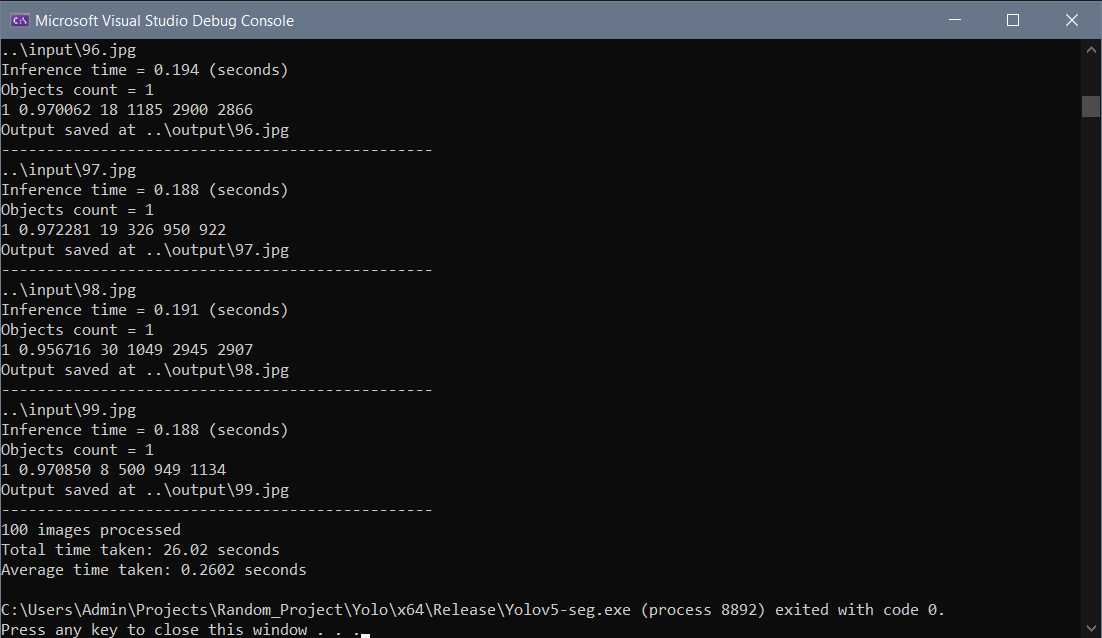 Microsoft Visual Studio Debug Console
..\input\96.jpg
Inference time = 0.194 (seconds)
Objects count = 1
1 0.970062 18 1185 2900 2866
Output saved at ..\output\96.jpg
------------------------------------------------
..\input\97.jpg
Inference time = 0.188 (seconds)
Objects count = 1
1 0.972281 19 326 950 922
Output saved at ..\output\97.jpg
------------------------------------------------
..\input\98.jpg
Inference time = 0.191 (seconds)
Objects count = 1
1 0.956716 30 1049 2945 2907
Output saved at ..\output\98.jpg
------------------------------------------------
..\input\99.jpg
Inference time = 0.188 (seconds)
Objects count = 1
1 0.970850 8 500 949 1134
Output saved at ..\output\99.jpg
------------------------------------------------
100 images processed
Total time taken: 26.02 seconds
Average time taken: 0.2602 seconds
C:\Users\Admin\Projects\Random_Project\Yolo\x64\Release\Yolov5-seg.exe (process 8892) exited with code 0.
Press any key to close this window . . .